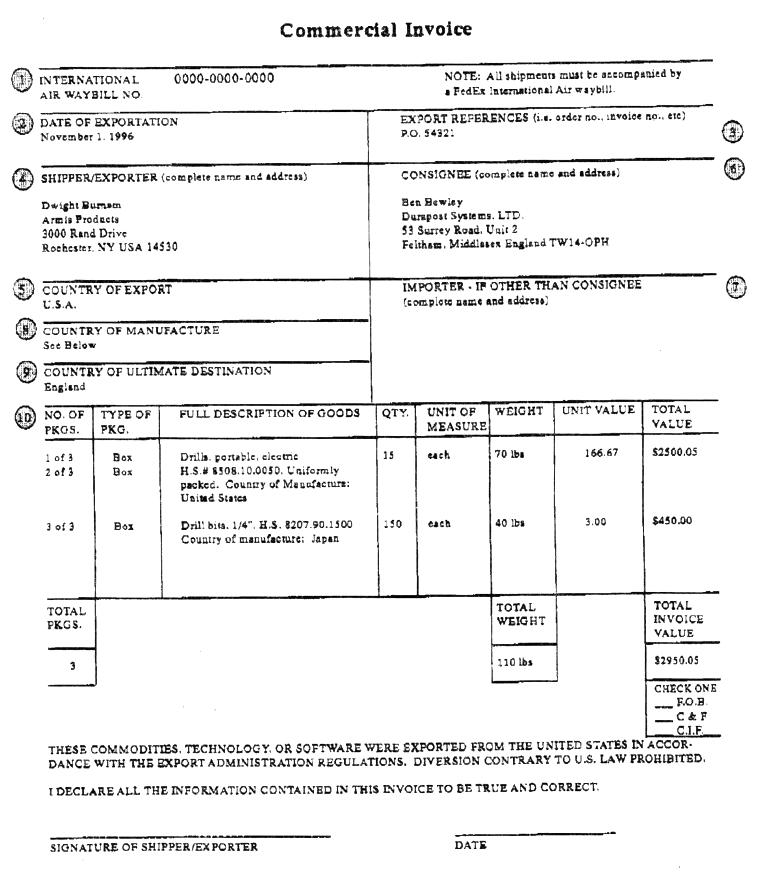 Commercial Invoice
1 INTERNATIONAL AIR WAYBILL NO. 0000-0000-0000
NOTE: All shipments must be accompanied by
a FedEx International Air waybill.
2 DATE OF EXPORTATION
November 1, 1996
EXPORT REFERENCES (i.e. order no., invoice no., etc) 3
P.O. 54321
4 SHIPPER/EXPORTER (complete name and address)
Dwight Burnam
Armis Products
3000 Rand Drive
Rochester, NY USA 14530
CONSIGNEE (complete name and address) 6
Ben Bewley
Durapost Systems, LTD.
53 Surrey Road, Unit 2
Feltham, Middlesex England TW14-OPH
5 COUNTRY OF EXPORT
U.S.A.
IMPORTER - IF OTHER THAN CONSIGNEE 7
(complete name and address)
8 COUNTRY OF MANUFACTURE
See Below
9 COUNTRY OF ULTIMATE DESTINATION
England
10 NO. OF PKGS. TYPE OF PKG. FULL DESCRIPTION OF GOODS QTY. UNIT OF MEASURE WEIGHT UNIT VALUE TOTAL VALUE
1 of 3 Box Drills, portable, electric 15 each 70 lbs 166.67 $2500.05
2 of 3 Box H.S.# 8508.10.0050. Uniformly
packed. Country of Manufacture:
United States
3 of 3 Box Drill bits, 1/4", H.S. 8207.90.1500 150 each 40 lbs 3.00 $450.00
Country of manufacture: Japan
TOTAL PKGS. TOTAL WEIGHT TOTAL INVOICE VALUE
3 110 lbs $2950.05
CHECK ONE
___ F.O.B.
___ C & F
___ C.I.F.
THESE COMMODITIES, TECHNOLOGY, OR SOFTWARE WERE EXPORTED FROM THE UNITED STATES IN ACCOR-
DANCE WITH THE EXPORT ADMINISTRATION REGULATIONS. DIVERSION CONTRARY TO U.S. LAW PROHIBITED.
I DECLARE ALL THE INFORMATION CONTAINED IN THIS INVOICE TO BE TRUE AND CORRECT.
SIGNATURE OF SHIPPER/EXPORTER DATE